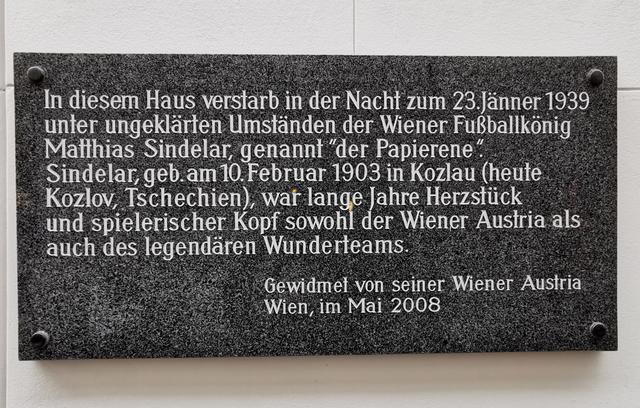 In diesem Haus verstarb in der Nacht zum 23.Jänner 1939
unter ungeklärten Umständen der Wiener Fußballkönig
Matthias Sindelar, genannt "der Papierene".
Sindelar, geb. am 10. Februar 1903 in Kozlau (heute
Kozlov, Tschechien), war lange Jahre Herzstück
und spielerischer Kopf sowohl der Wiener Austria als
auch des legendären Wunderteams.
Gewidmet von seiner Wiener Austria
Wien, im Mai 2008